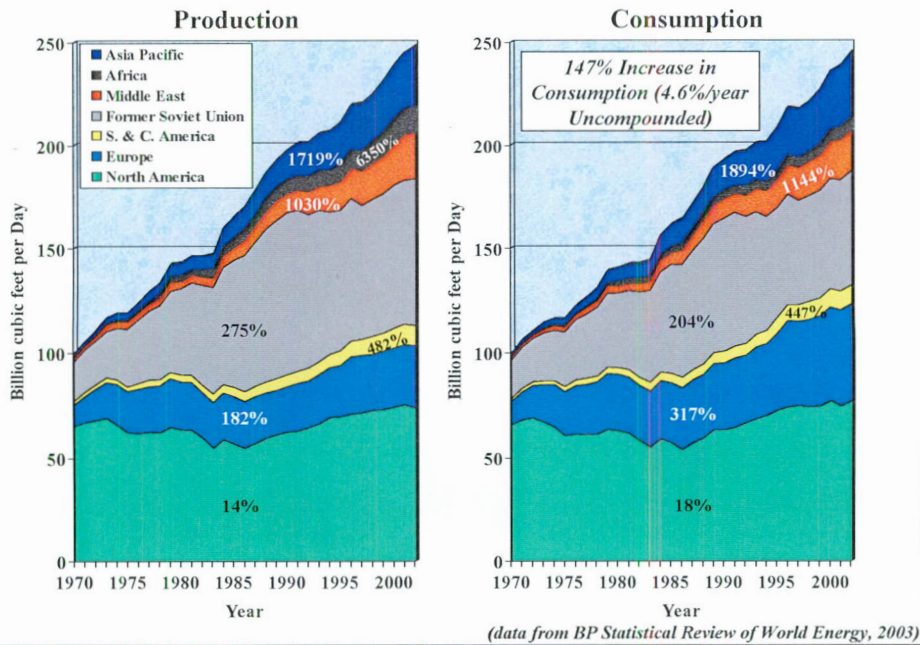 Production
250
200
150
100
50
0
Billion cubic feet per Day
Asia Pacific
Africa
Middle East
Former Soviet Union
S. & C. America
Europe
North America
1719%
6350%
1030%
275%
482%
182%
14%
1970 1975 1980 1985 1990 1995 2000
Year
Consumption
250
200
150
100
50
0
Billion cubic feet per Day
147% Increase in
Consumption (4.6%/year
Uncompounded)
1894%
1144%
204%
447%
317%
18%
1970 1975 1980 1985 1990 1995 2000
Year
(data from BP Statistical Review of World Energy, 2003)